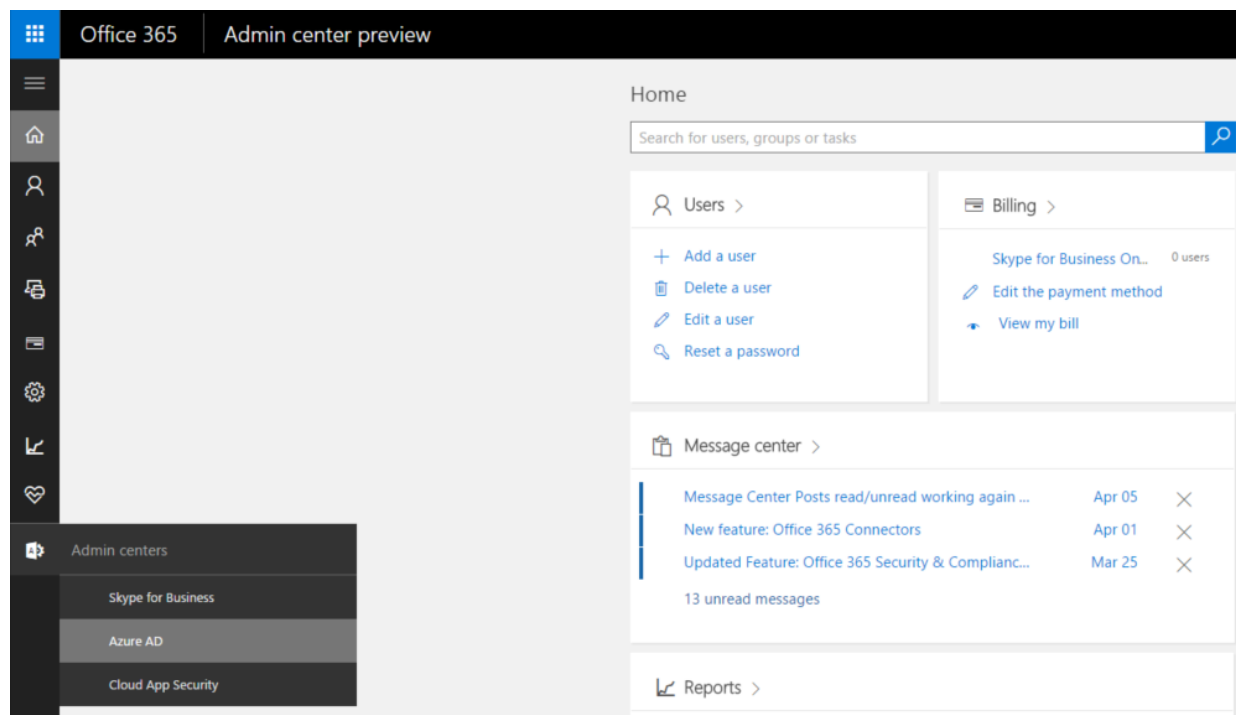 Office 365 Admin center preview
Home
Search for users, groups or tasks
Users
Add a user
Delete a user
Edit a user
Reset a password
Billing
Skype for Business On... 0 users
Edit the payment method
View my bill
Message center
Message Center Posts read/unread working again ... Apr 05
New feature: Office 365 Connectors Apr 01
Updated Feature: Office 365 Security & Complianc... Mar 25
13 unread messages
Reports
Admin centers
Skype for Business
Azure AD
Cloud App Security